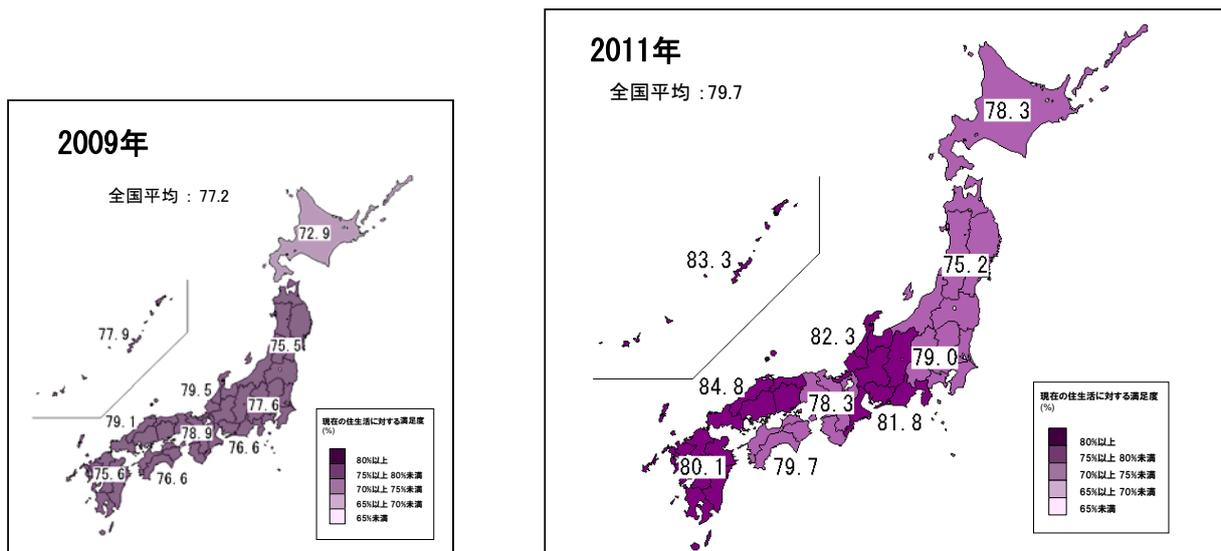 2009年
全国平均 : 77.2
72.9
77.9
75.5
79.5
77.6
79.1
78.9
76.6
75.6
76.6
現在の住生活に対する満足度
(%)
80%以上
75%以上 80%未満
70%以上 75%未満
65%以上 70%未満
65%未満
2011年
全国平均 :79.7
78.3
83.3
75.2
82.3
79.0
84.8
78.3
81.8
80.1
79.7
現在の住生活に対する満足度
(%)
80%以上
75%以上 80%未満
70%以上 75%未満
65%以上 70%未満
65%未満